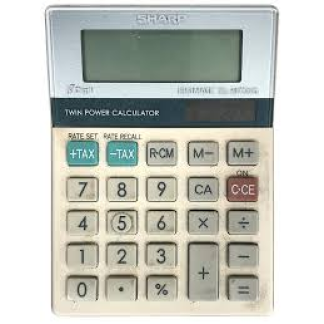 SHARP
TWIN POWER CALCULATOR
RATE SET RATE RECALL
+TAX −TAX R·CM M− M+
ON
7 8 9 CA C·CE
4 5 6 × ÷
1 2 3 + −
0 · % =